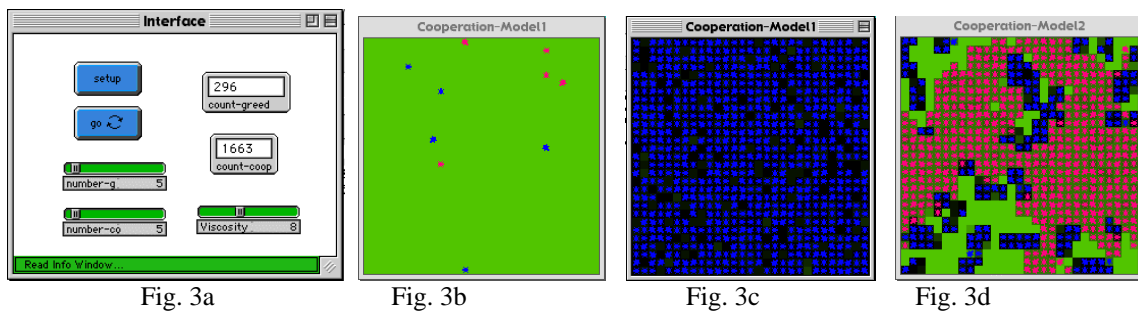 Interface
setup
go
296
count-greed
1663
count-coop
number-g. 5
number-co 5
Viscosity 8
Read Info Window...
Cooperation-Model1
Cooperation-Model1
Cooperation-Model2
Fig. 3a
Fig. 3b
Fig. 3c
Fig. 3d